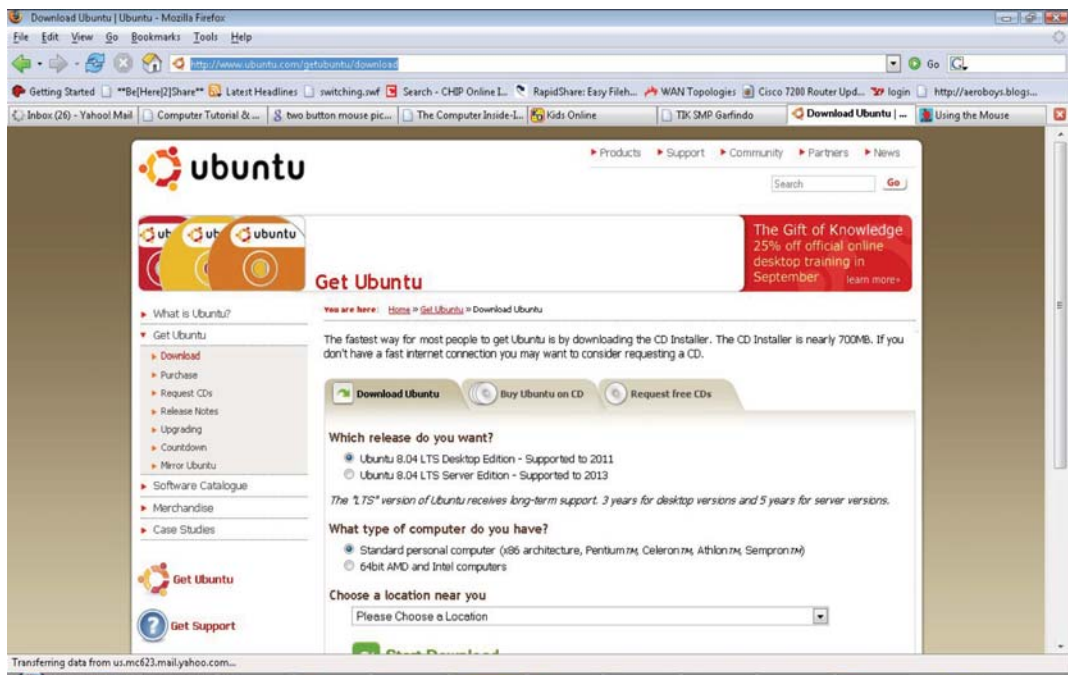 Download Ubuntu | Ubuntu - Mozilla Firefox
File Edit View Go Bookmarks Tools Help
http://www.ubuntu.com/getubuntu/download
Go
Getting Started **Be[Here[2]Share** Latest Headlines switching.swf Search - CHIP Online I... RapidShare: Easy Fileh... WAN Topologies Cisco 7200 Router Upd... login http://aeroboys.blogs...
Inbox (26) - Yahoo! Mail Computer Tutorial & ... two button mouse pic... The Computer Inside-I... Kids Online TIK SMP Garfindo Download Ubuntu | ... Using the Mouse
ubuntu
Products Support Community Partners News
Search Go
ubuntu
Get Ubuntu
The Gift of Knowledge
25% off official online
desktop training in
September learn more»
What is Ubuntu?
Get Ubuntu
Download
Purchase
Request CDs
Release Notes
Upgrading
Countdown
Mirror Ubuntu
Software Catalogue
Merchandise
Case Studies
Get Ubuntu
Get Support
You are here: Home » Get Ubuntu » Download Ubuntu
The fastest way for most people to get Ubuntu is by downloading the CD Installer. The CD Installer is nearly 700MB. If you
don't have a fast internet connection you may want to consider requesting a CD.
Download Ubuntu Buy Ubuntu on CD Request free CDs
Which release do you want?
Ubuntu 8.04 LTS Desktop Edition - Supported to 2011
Ubuntu 8.04 LTS Server Edition - Supported to 2013
The "LTS" version of Ubuntu receives long-term support. 3 years for desktop versions and 5 years for server versions.
What type of computer do you have?
Standard personal computer (x86 architecture, Pentium™, Celeron™, Athlon™, Sempron™)
64bit AMD and Intel computers
Choose a location near you
Please Choose a Location
Start Download
Transferring data from us.mc623.mail.yahoo.com...